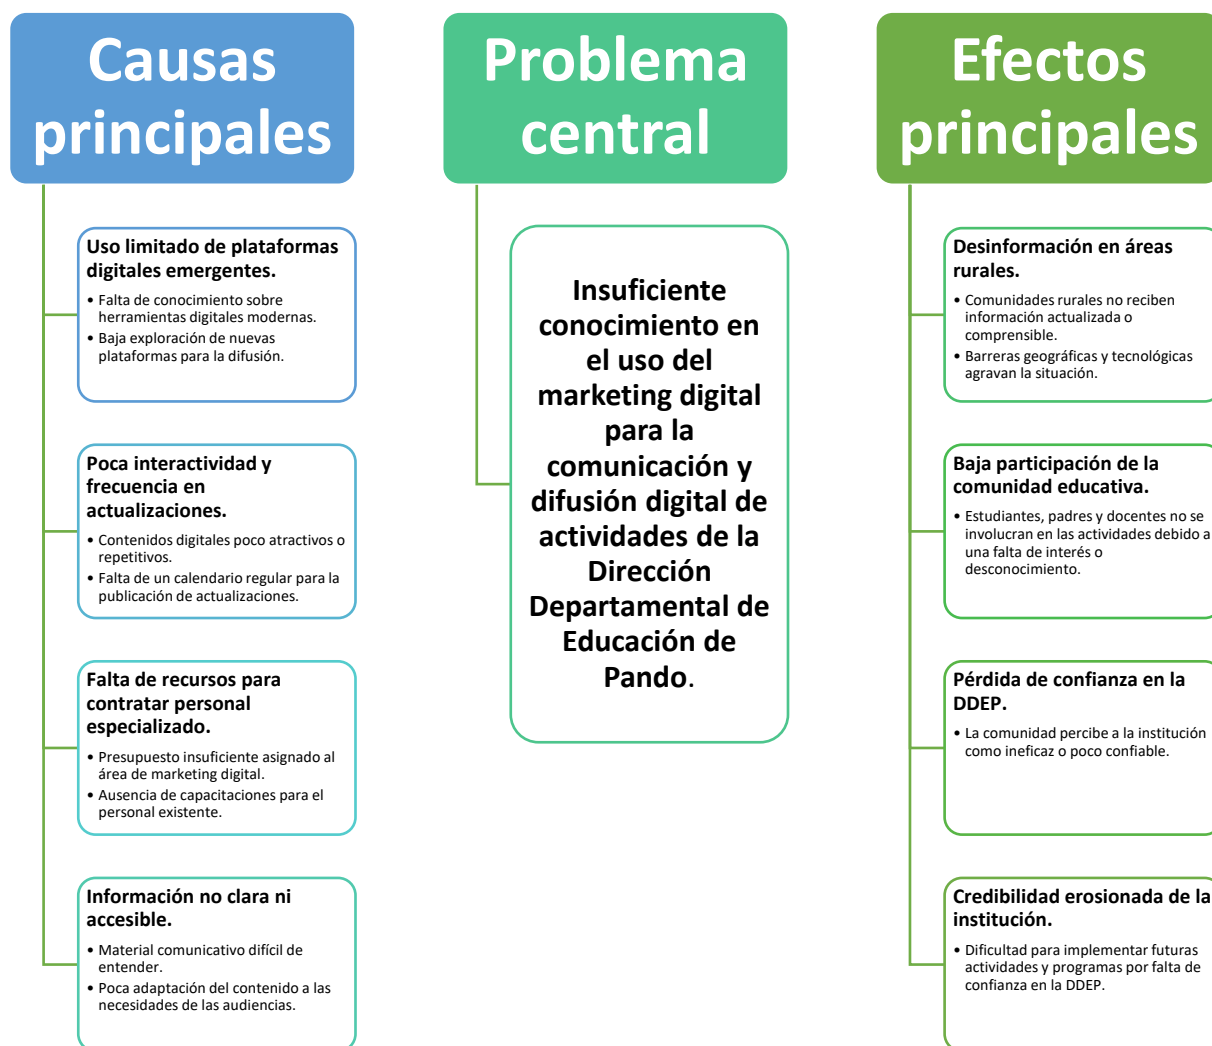 Causas
principales
Uso limitado de plataformas
digitales emergentes.
• Falta de conocimiento sobre
herramientas digitales modernas.
• Baja exploración de nuevas
plataformas para la difusión.
Poca interactividad y
frecuencia en
actualizaciones.
• Contenidos digitales poco atractivos o
repetitivos.
• Falta de un calendario regular para la
publicación de actualizaciones.
Falta de recursos para
contratar personal
especializado.
• Presupuesto insuficiente asignado al
área de marketing digital.
• Ausencia de capacitaciones para el
personal existente.
Información no clara ni
accesible.
• Material comunicativo difícil de
entender.
• Poca adaptación del contenido a las
necesidades de las audiencias.
Problema
central
Insuficiente
conocimiento en
el uso del
marketing digital
para la
comunicación y
difusión digital de
actividades de la
Dirección
Departamental de
Educación de
Pando.
Efectos
principales
Desinformación en áreas
rurales.
• Comunidades rurales no reciben
información actualizada o
comprensible.
• Barreras geográficas y tecnológicas
agravan la situación.
Baja participación de la
comunidad educativa.
• Estudiantes, padres y docentes no se
involucran en las actividades debido a
una falta de interés o
desconocimiento.
Pérdida de confianza en la
DDEP.
• La comunidad percibe a la institución
como ineficaz o poco confiable.
Credibilidad erosionada de la
institución.
• Dificultad para implementar futuras
actividades y programas por falta de
confianza en la DDEP.